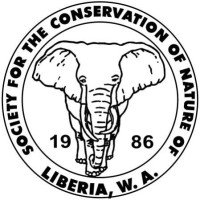 SOCIETY FOR THE CONSERVATION OF NATURE OF
LIBERIA, W. A.
19 86